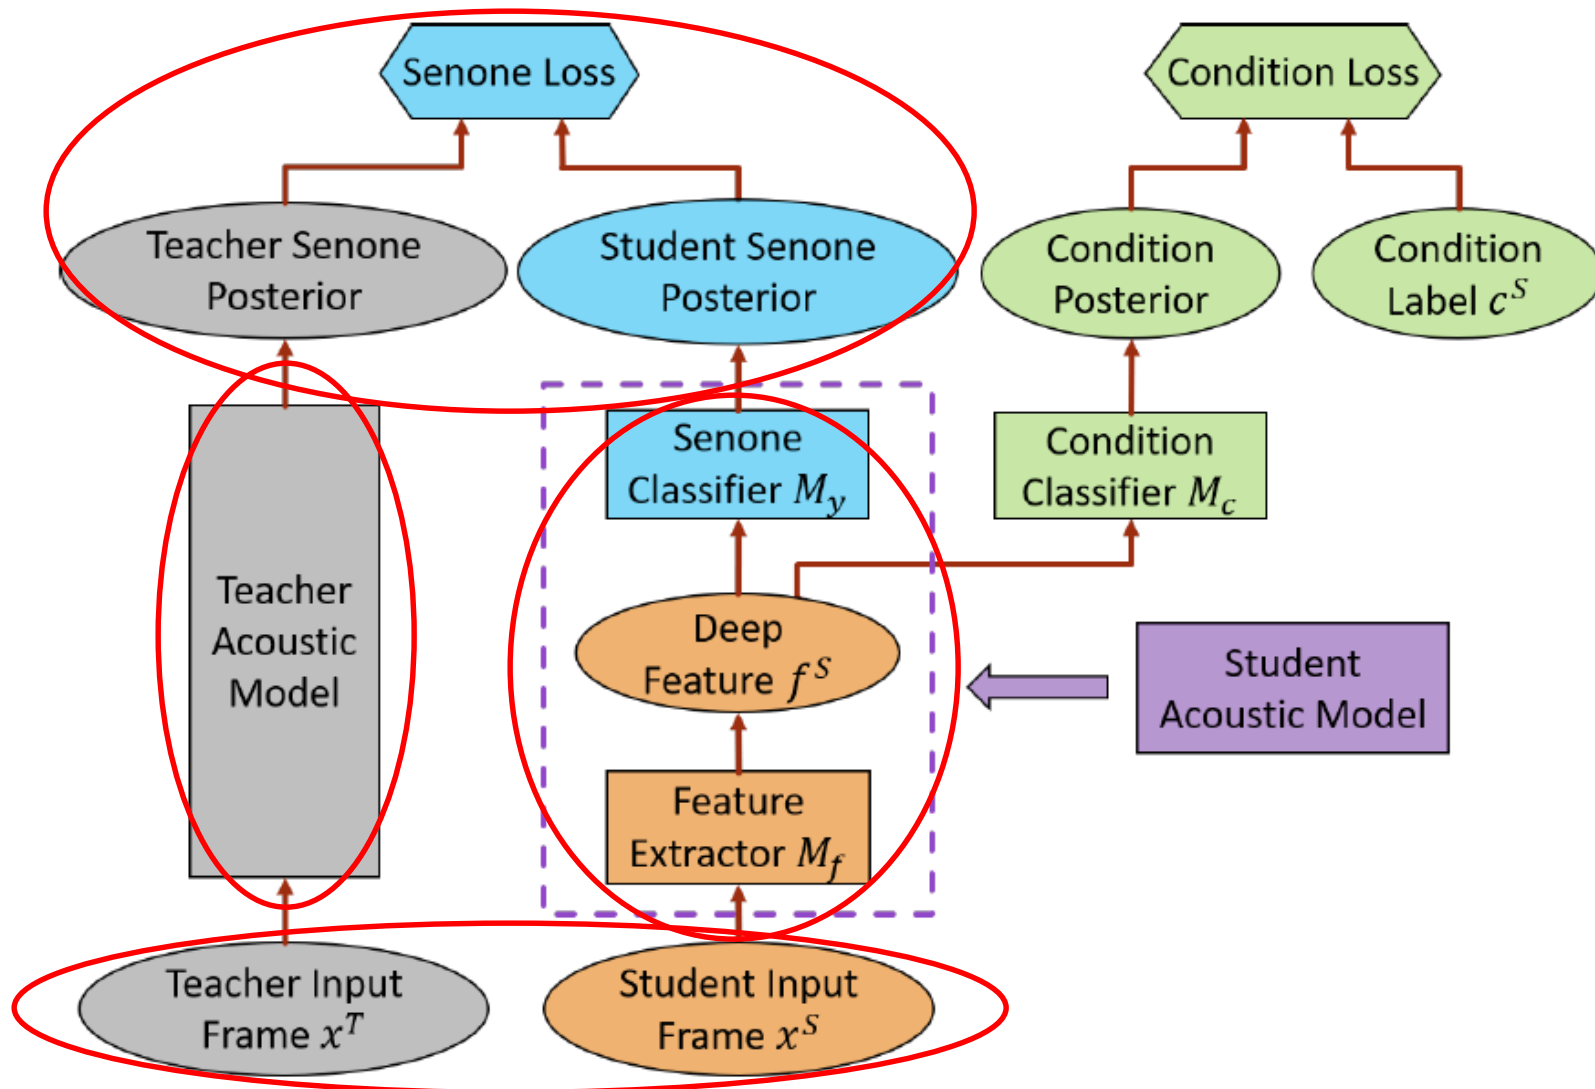 Senone Loss
Condition Loss
Teacher Senone
Posterior
Student Senone
Posterior
Condition
Posterior
Condition
Label c^S
Teacher
Acoustic
Model
Senone
Classifier M_y
Condition
Classifier M_c
Deep
Feature f^S
Student
Acoustic Model
Feature
Extractor M_f
Teacher Input
Frame x^T
Student Input
Frame x^S